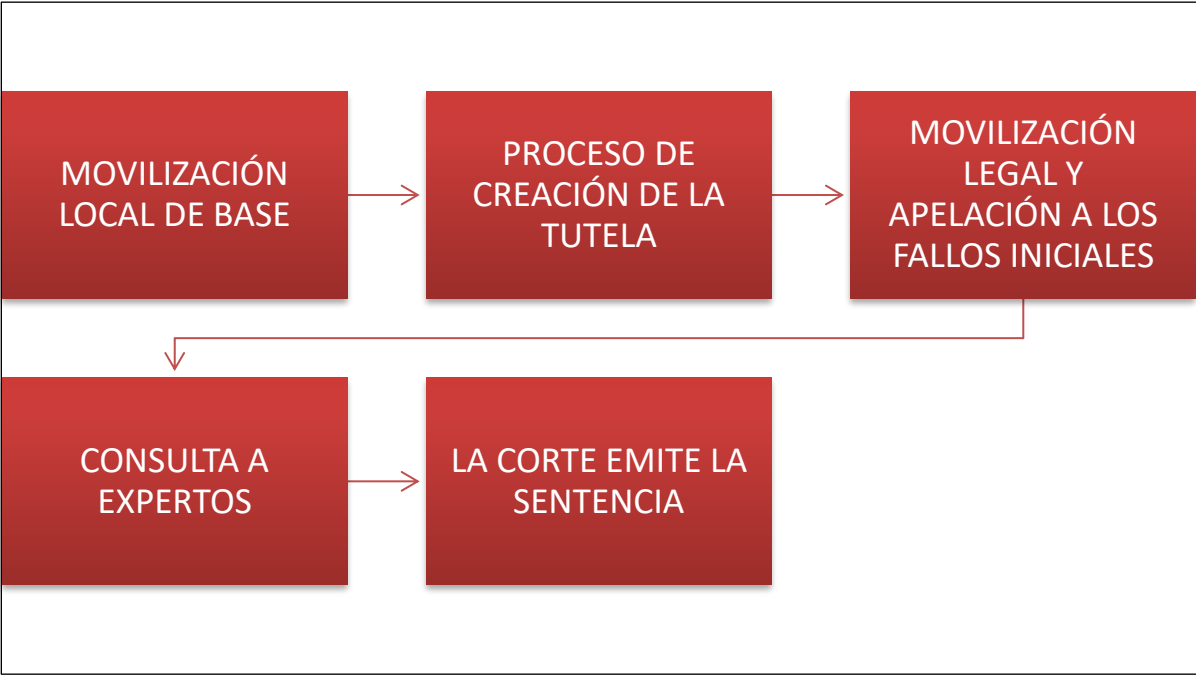 MOVILIZACIÓN
LOCAL DE BASE
PROCESO DE
CREACIÓN DE LA
TUTELA
MOVILIZACIÓN
LEGAL Y
APELACIÓN A LOS
FALLOS INICIALES
CONSULTA A
EXPERTOS
LA CORTE EMITE LA
SENTENCIA